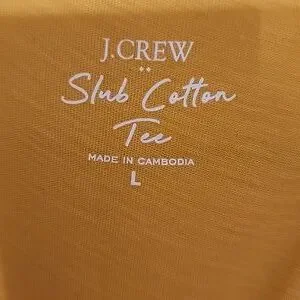 J.CREW
Slub Cotton
Tee
MADE IN CAMBODIA
L